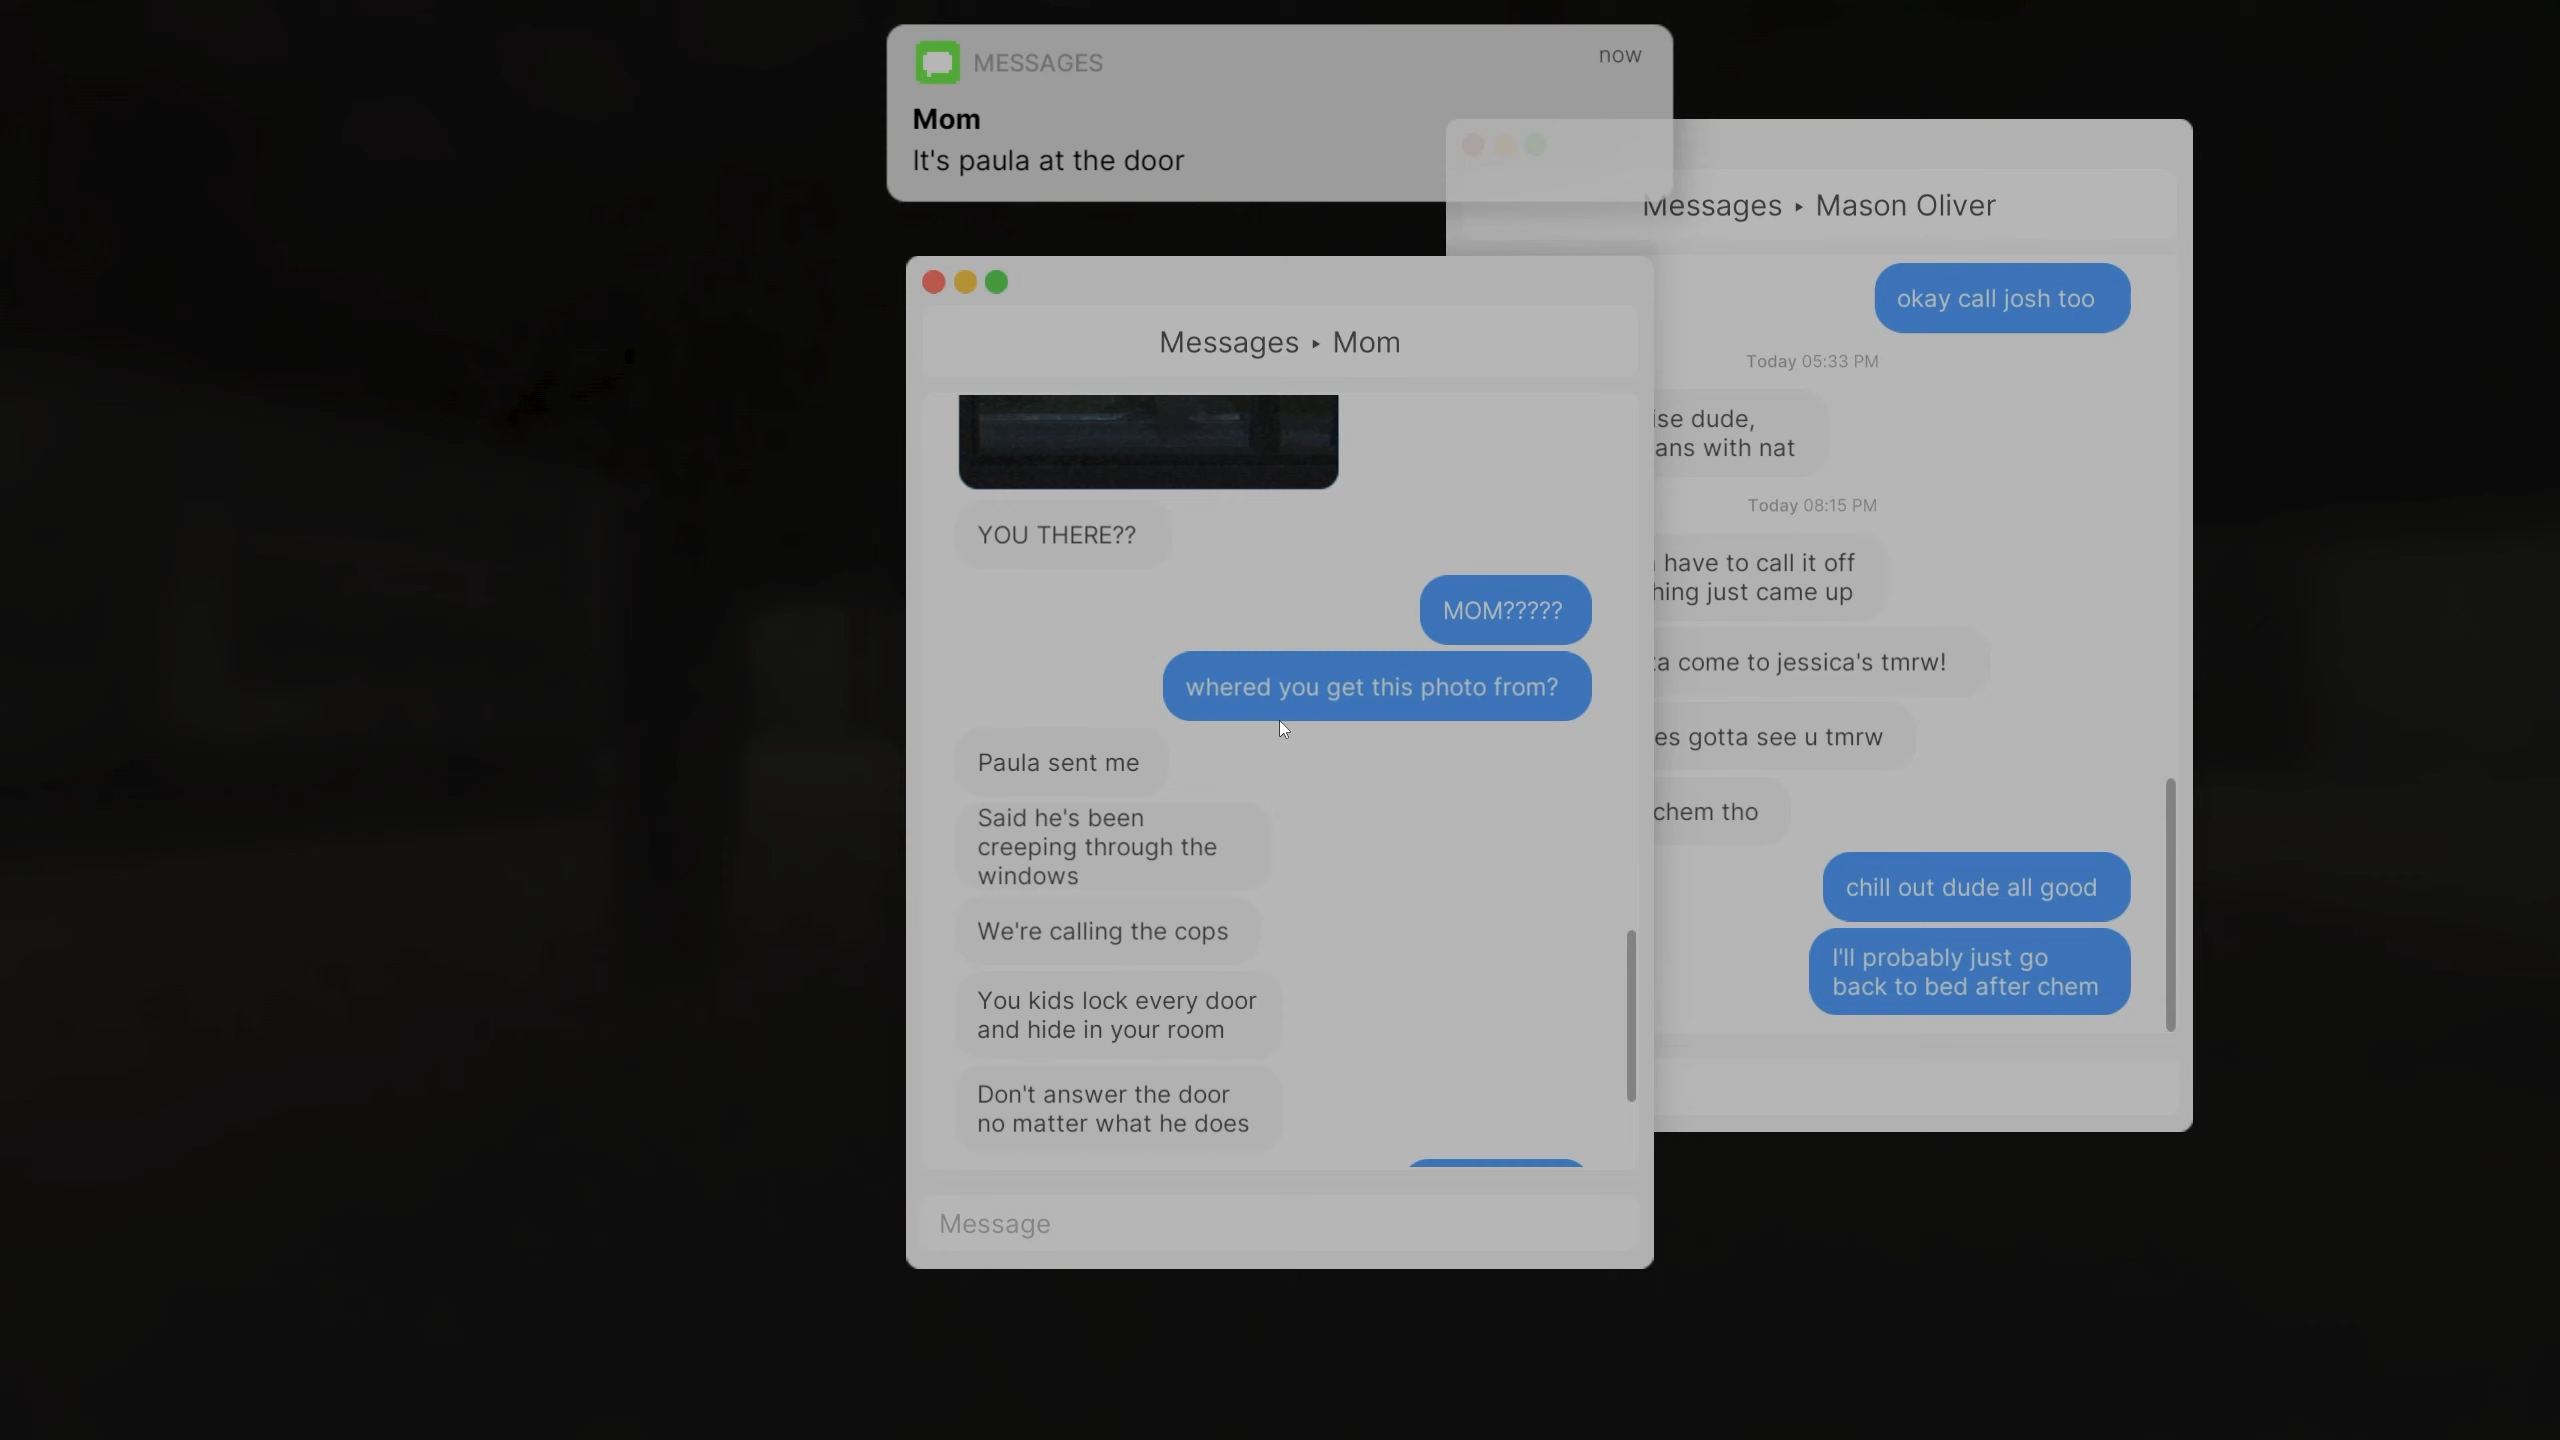 MESSAGES
now
Mom
It's paula at the door
Messages ‣ Mason Oliver
okay call josh too
Today 05:33 PM
dude,
with nat
Today 08:15 PM
have to call it off
just came up
come to jessica's tmrw!
gotta see u tmrw
chem tho
chill out dude all good
I'll probably just go
back to bed after chem
Messages ‣ Mom
YOU THERE??
MOM?????
whered you get this photo from?
Paula sent me
Said he's been
creeping through the
windows
We're calling the cops
You kids lock every door
and hide in your room
Don't answer the door
no matter what he does
Message